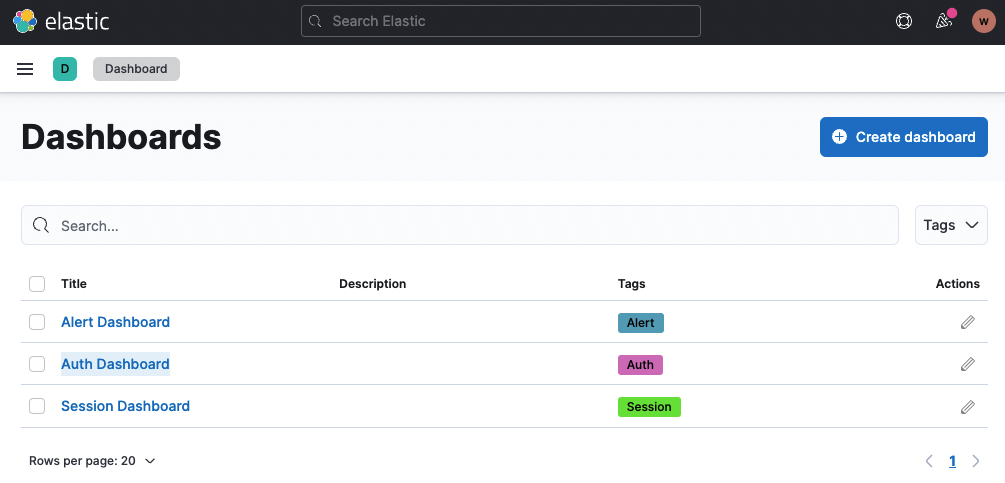 elastic Search Elastic W
D Dashboard
Dashboards Create dashboard
Search... Tags
Title Description Tags Actions
Alert Dashboard Alert
Auth Dashboard Auth
Session Dashboard Session
Rows per page: 20 1